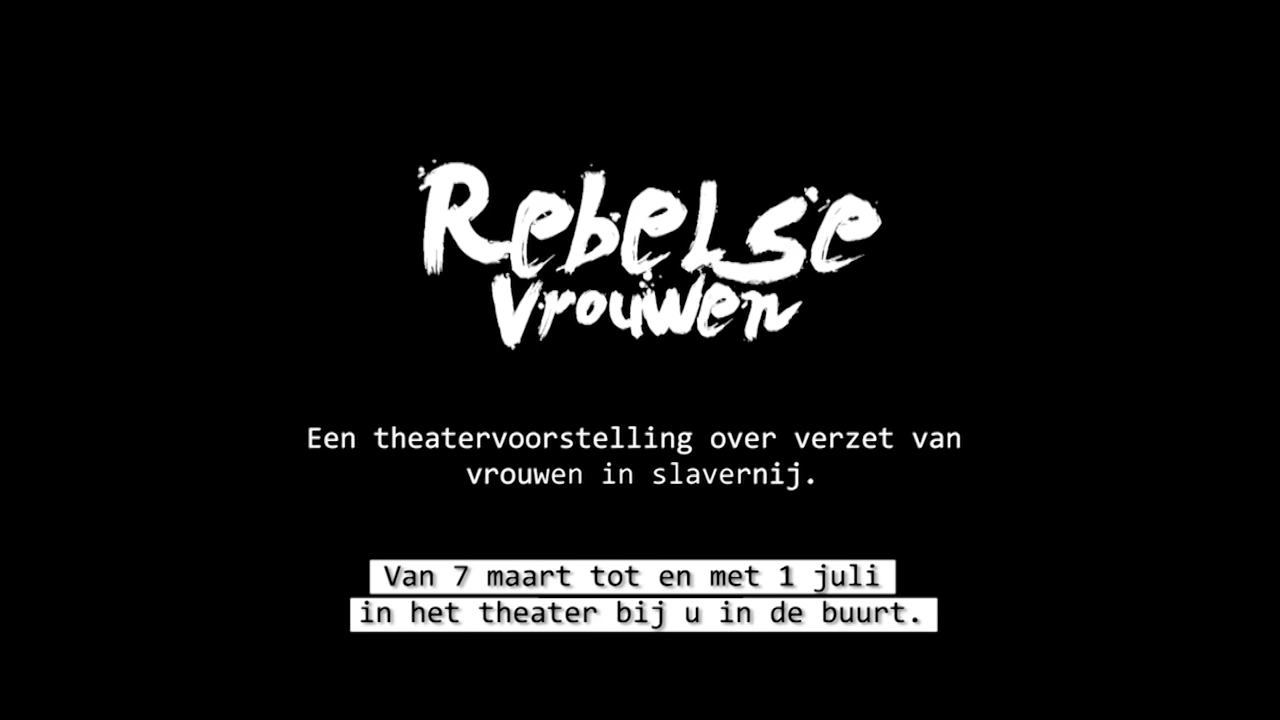 Rebelse
Vrouwen
Een theatervoorstelling over verzet van
vrouwen in slavernij.
Van 7 maart tot en met 1 juli
in het theater bij u in de buurt.